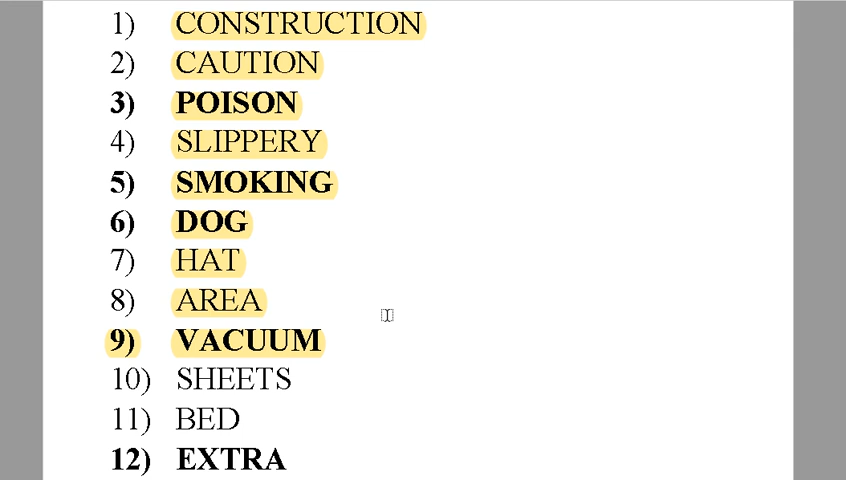 1) CONSTRUCTION
2) CAUTION
3) POISON
4) SLIPPERY
5) SMOKING
6) DOG
7) HAT
8) AREA
9) VACUUM
10) SHEETS
11) BED
12) EXTRA